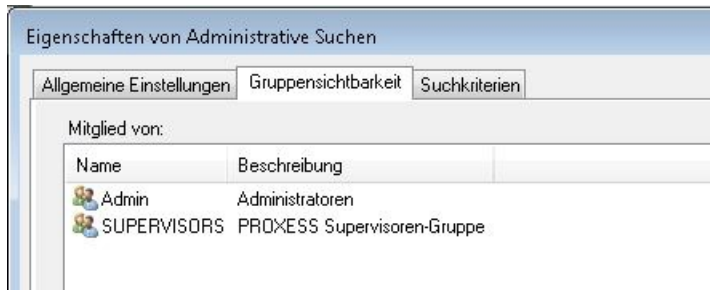 Eigenschaften von Administrative Suchen
Allgemeine Einstellungen Gruppensichtbarkeit Suchkriterien
Mitglied von:
Name Beschreibung
Admin Administratoren
SUPERVISORS PROXESS Supervisoren-Gruppe